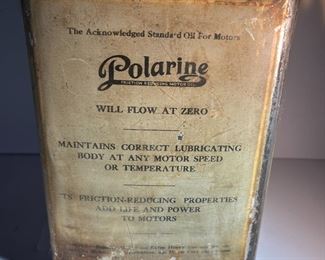 The Acknowledged Standard Oil For Motors
Polarine
FRICTION REDUCING MOTOR OIL
WILL FLOW AT ZERO
MAINTAINS CORRECT LUBRICATING
BODY AT ANY MOTOR SPEED
OR TEMPERATURE
ITS FRICTION-REDUCING PROPERTIES
ADD LIFE AND POWER
TO MOTORS